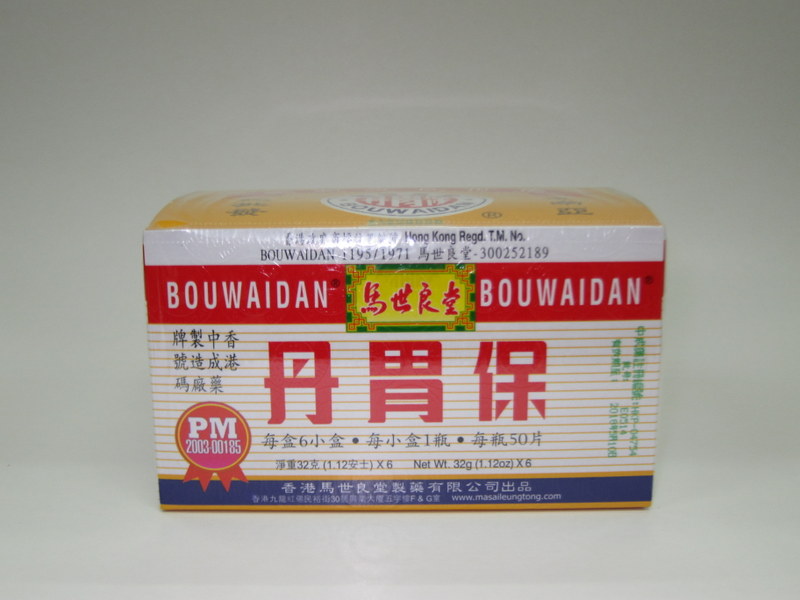 BOUWAIDAN
®
Hong Kong Regd. T.M. No.
BOUWAIDAN-11957/1971 馬世良堂-300252189
BOUWAIDAN® 馬世良堂 BOUWAIDAN®
香港中成藥製造廠牌號碼
保胃丹
PM
2003-00185
每盒6小盒 • 每小盒1瓶 • 每瓶50片
淨重32克 (1.12安士) X 6 Net Wt. 32g (1.12oz) X 6
香港馬世良堂製藥有限公司出品
www.masaileungtong.com